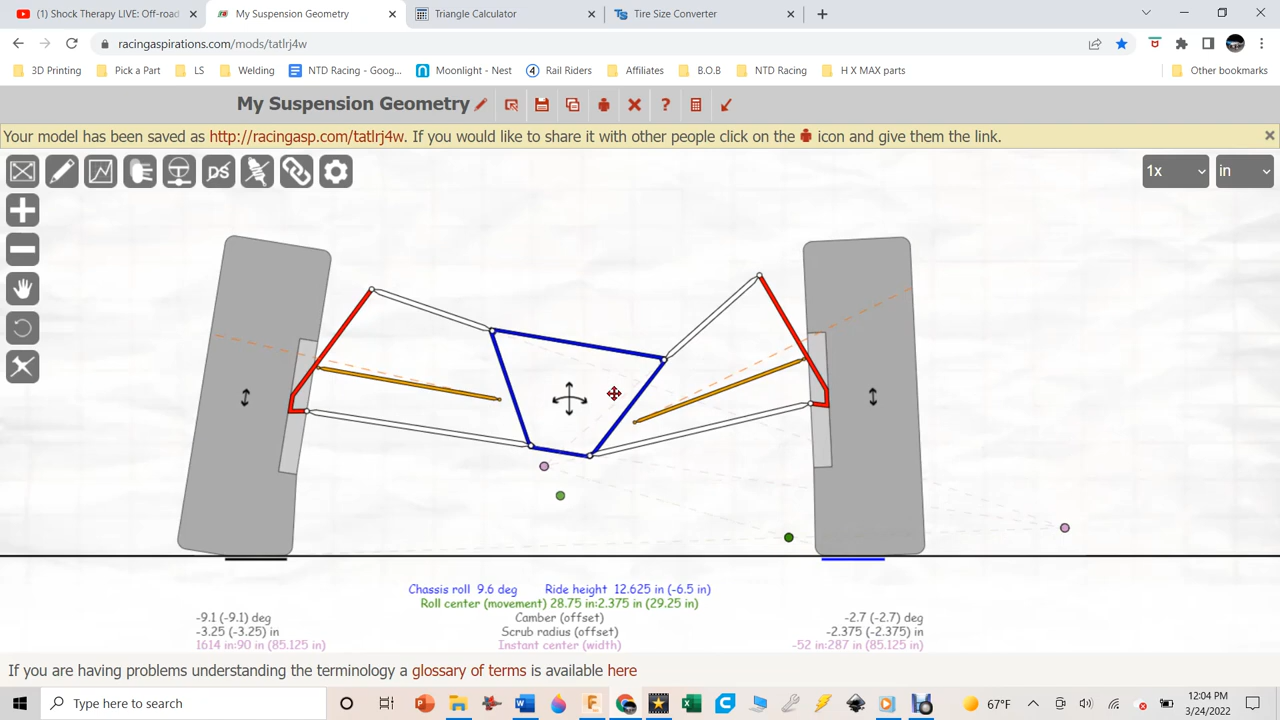 (1) Shock Therapy LIVE: Off-road
My Suspension Geometry
Triangle Calculator
Tire Size Converter
racingaspirations.com/mods/tatlrj4w
3D Printing
Pick a Part
LS
Welding
NTD Racing - Goog...
Moonlight - Nest
Rail Riders
Affiliates
B.O.B
NTD Racing
H X MAX parts
Other bookmarks
My Suspension Geometry
Your model has been saved as http://racingasp.com/tatlrj4w. If you would like to share it with other people click on the icon and give them the link.
DS
1x
in
Chassis roll 9.6 deg Ride height 12.625 in (-6.5 in)
Roll center (movement) 28.75 in:2.375 in (29.25 in)
-9.1 (-9.1) deg Camber (offset) -2.7 (-2.7) deg
-3.25 (-3.25) in Scrub radius (offset) -2.375 (-2.375) in
1614 in:90 in (85.125 in) Instant center (width) -52 in:287 in (85.125 in)
If you are having problems understanding the terminology a glossary of terms is available here
Type here to search
67°F
12:04 PM
3/24/2022